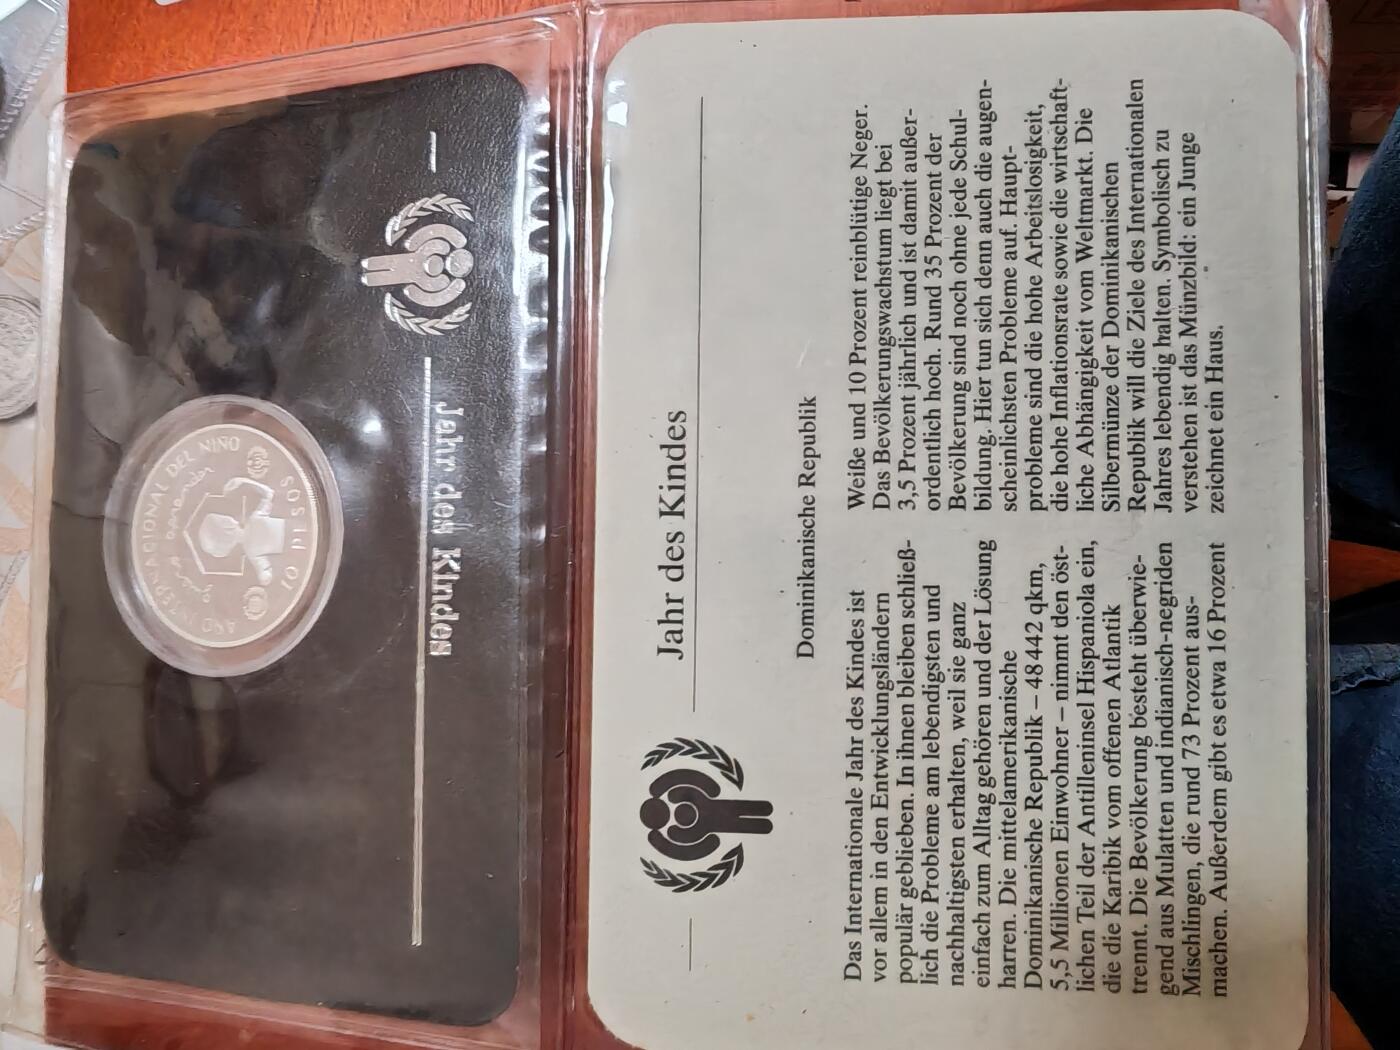 AÑO INTERNACIONAL DEL NIÑO
quiero aprender
10 PESOS
Jahr des Kindes
Jahr des Kindes
Dominikanische Republik
Das Internationale Jahr des Kindes ist
vor allem in den Entwicklungsländern
populär geblieben. In ihnen bleiben schließ-
lich die Probleme am lebendigsten und
nachhaltigsten erhalten, weil sie ganz
einfach zum Alltag gehören und der Lösung
harren. Die mittelamerikanische
Dominikanische Republik – 48 442 qkm,
5,5 Millionen Einwohner – nimmt den öst-
lichen Teil der Antilleninsel Hispaniola ein,
die die Karibik vom offenen Atlantik
trennt. Die Bevölkerung besteht überwie-
gend aus Mulatten und indianisch-negriden
Mischlingen, die rund 73 Prozent aus-
machen. Außerdem gibt es etwa 16 Prozent
Weiße und 10 Prozent reinblütige Neger.
Das Bevölkerungswachstum liegt bei
3,5 Prozent jährlich und ist damit außer-
ordentlich hoch. Rund 35 Prozent der
Bevölkerung sind noch ohne jede Schul-
bildung. Hier tun sich denn auch die augen-
scheinlichsten Probleme auf. Haupt-
probleme sind die hohe Arbeitslosigkeit,
die hohe Inflationsrate sowie die wirtschaft-
liche Abhängigkeit vom Weltmarkt. Die
Silbermünze der Dominikanischen
Republik will die Ziele des Internationalen
Jahres lebendig halten. Symbolisch zu
verstehen ist das Münzbild: ein Junge
zeichnet ein Haus.